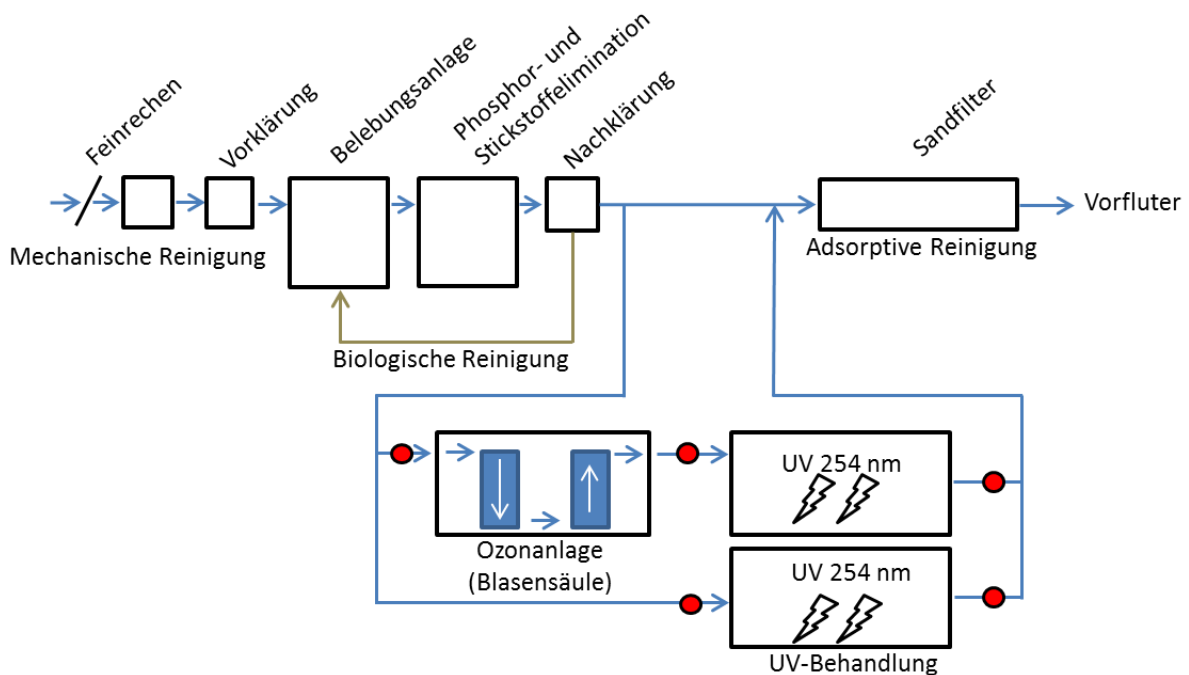 Feinrechen
Vorklärung
Belebungsanlage
Phosphor- und
Stickstoffelimination
Nachklärung
Sandfilter
Vorfluter
Mechanische Reinigung
Adsorptive Reinigung
Biologische Reinigung
UV 254 nm
Ozonanlage
(Blasensäule)
UV 254 nm
UV-Behandlung